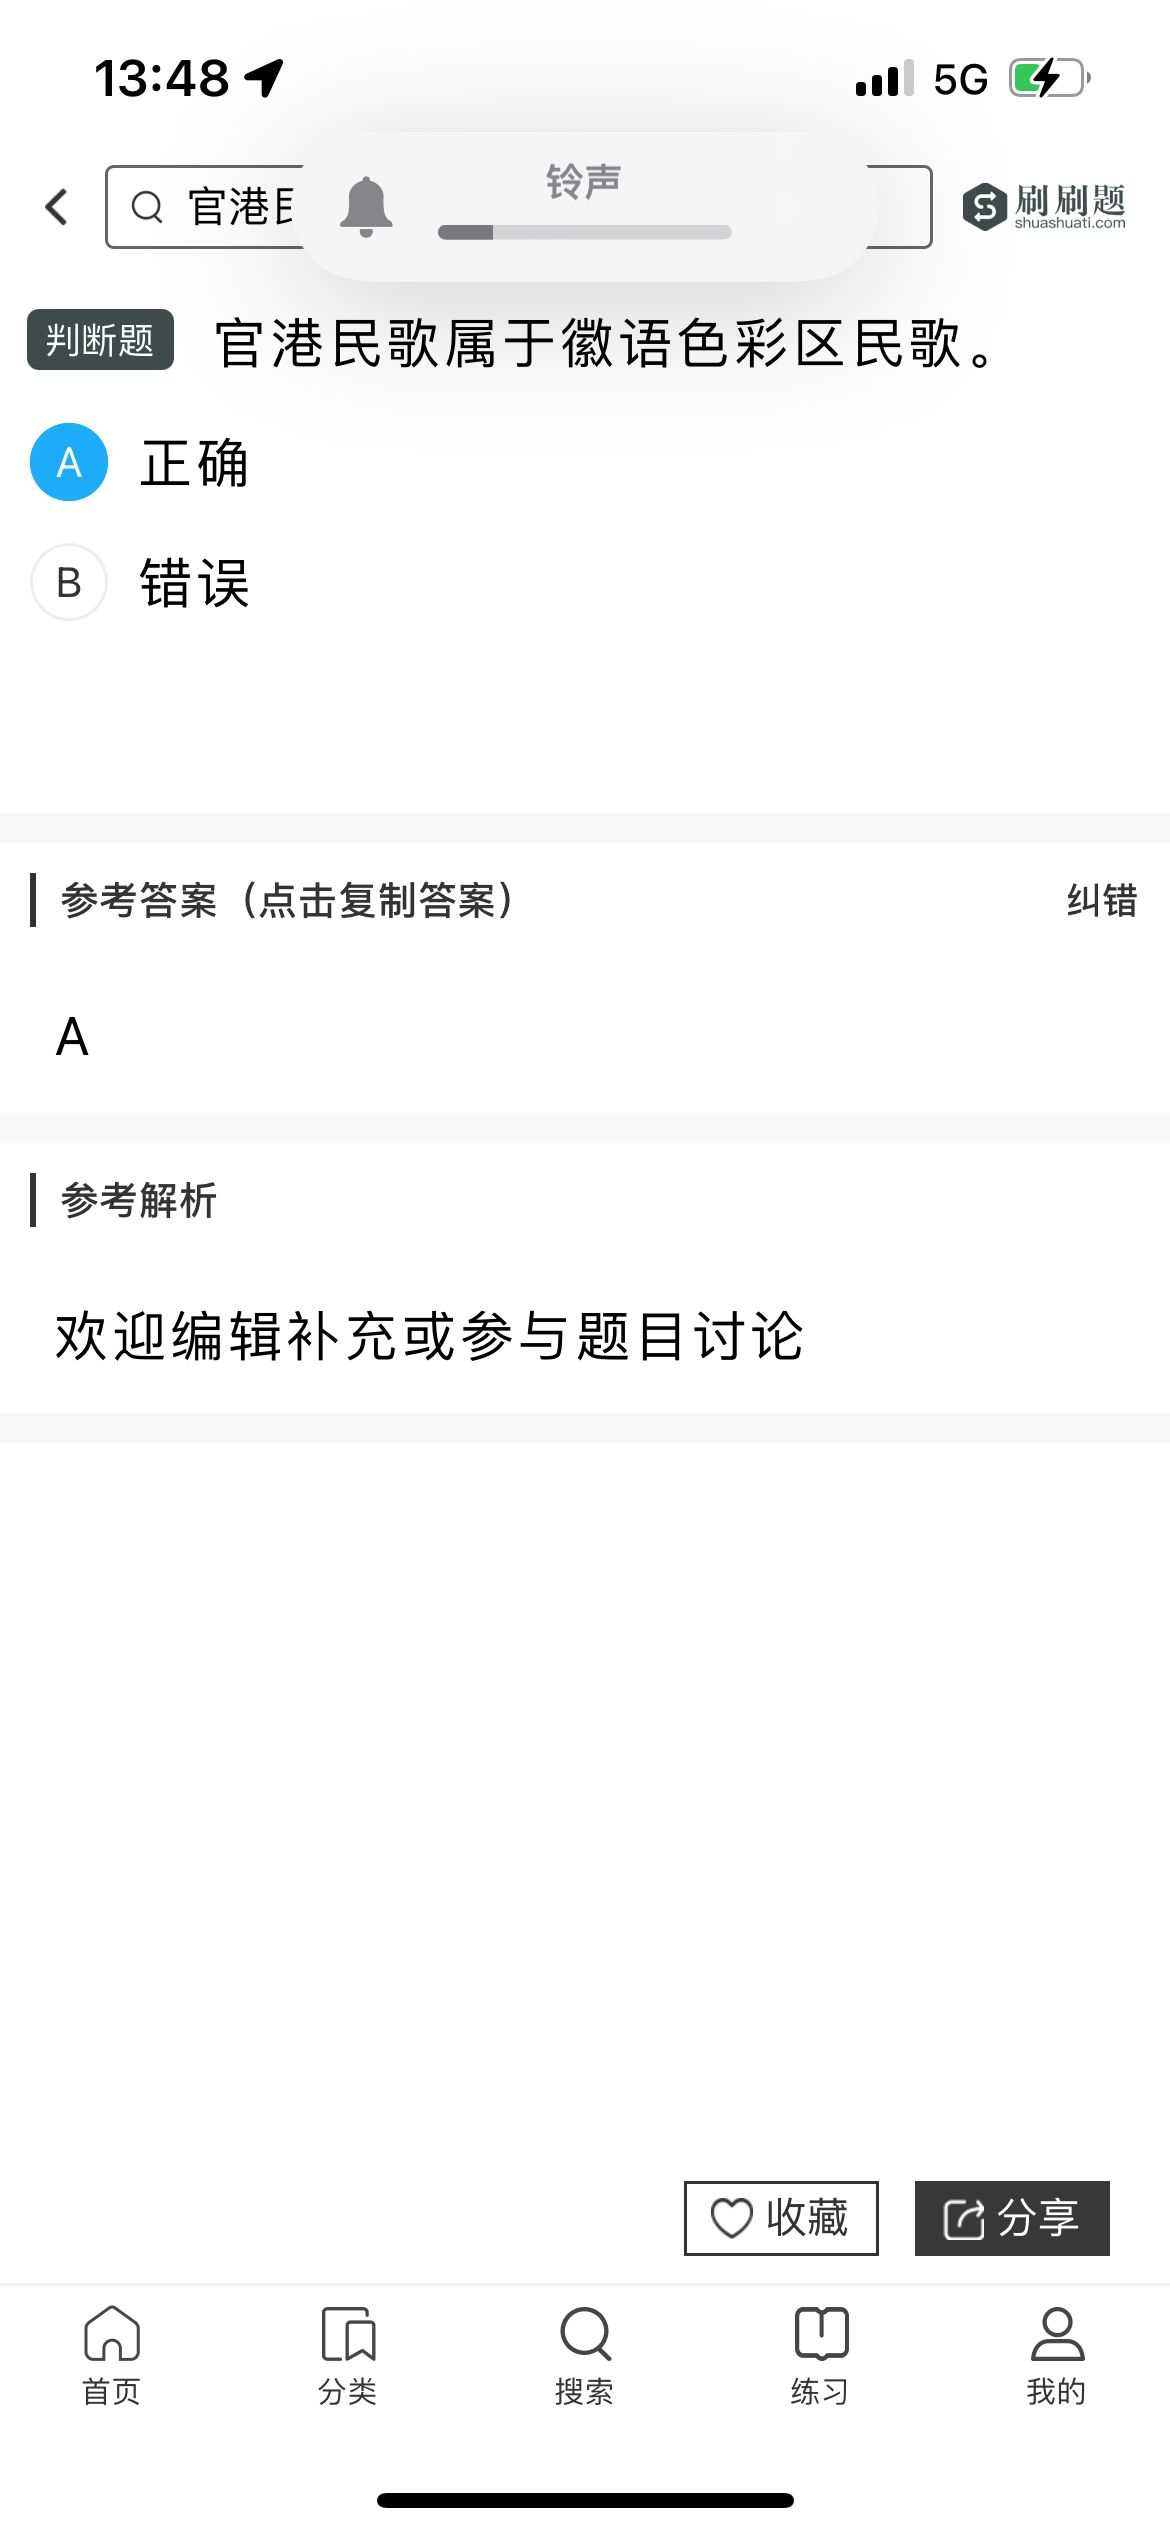 13:48
5G
铃声
官港民
刷刷题
shuashuati.com
判断题 官港民歌属于徽语色彩区民歌。
A 正确
B 错误
参考答案（点击复制答案） 纠错
A
参考解析
欢迎编辑补充或参与题目讨论
收藏 分享
首页 分类 搜索 练习 我的